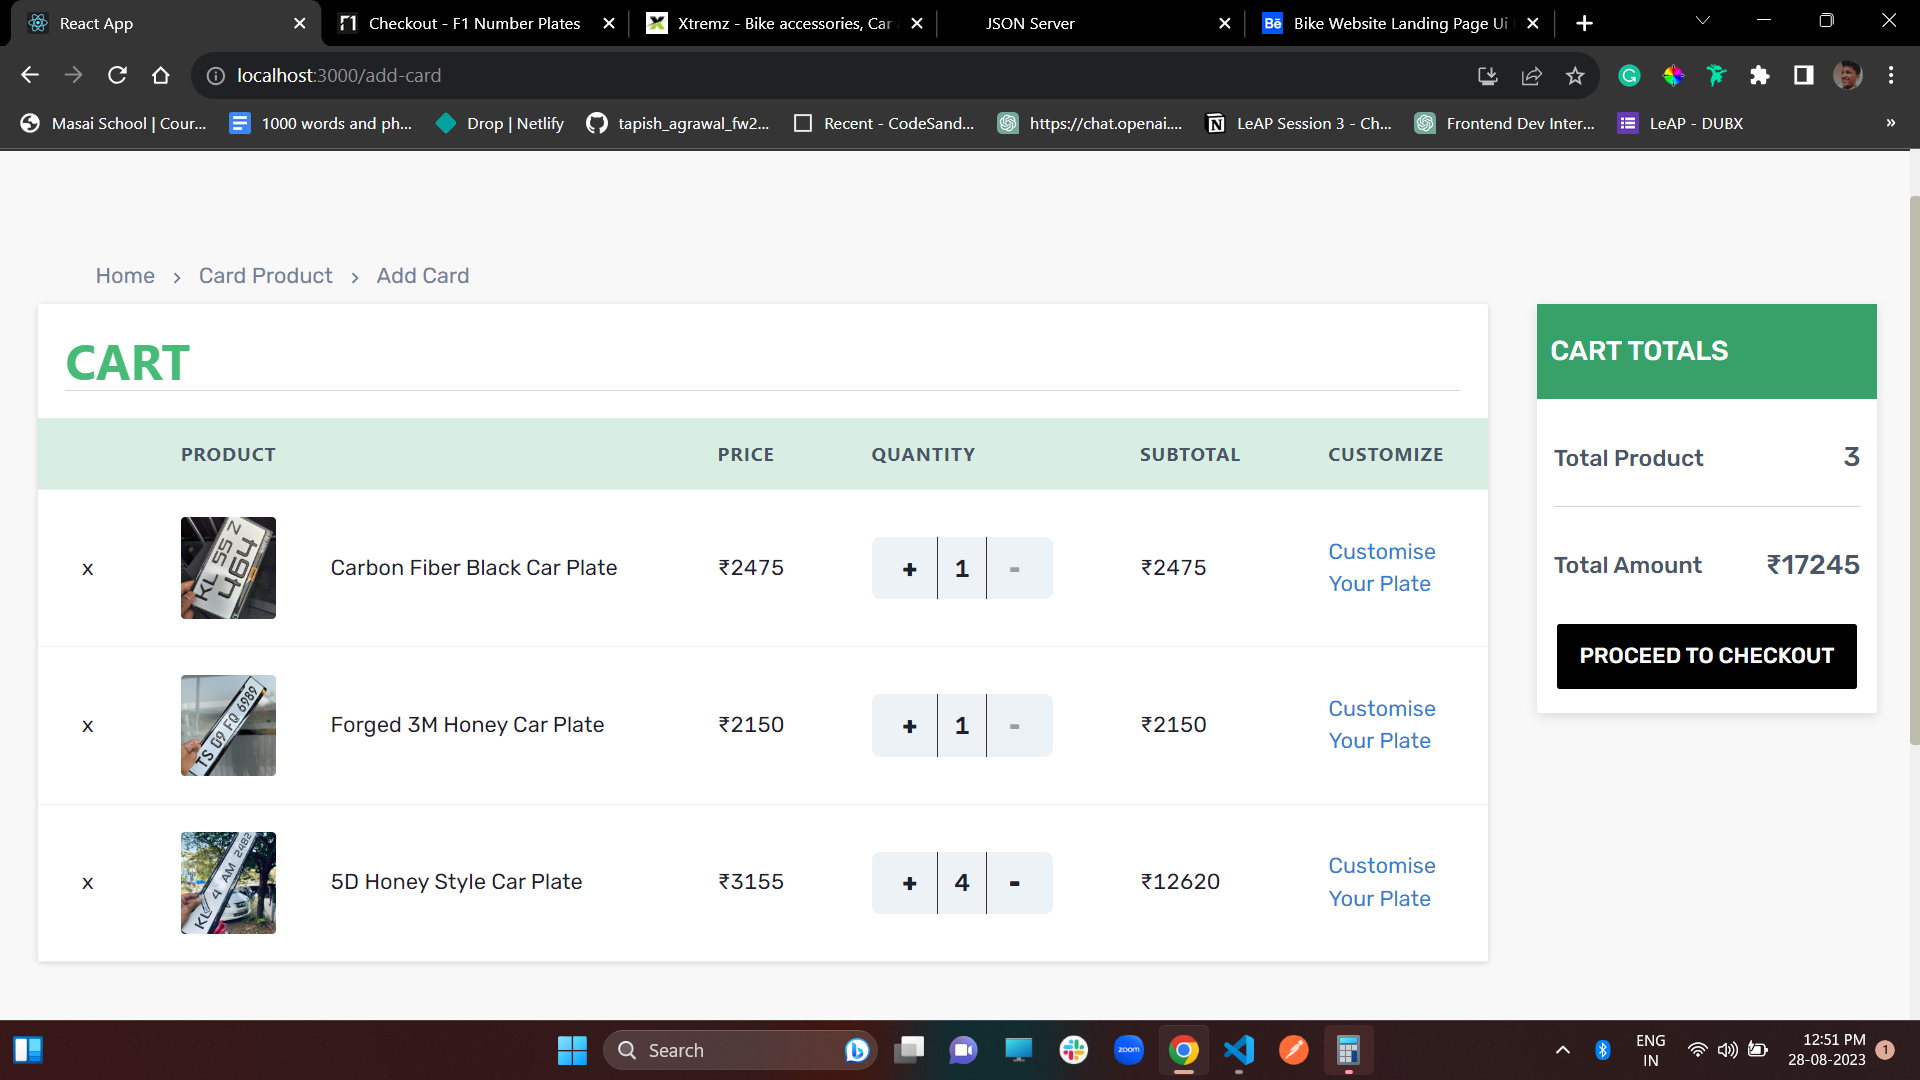 React App
Checkout - F1 Number Plates
Xtremz - Bike accessories, Car
JSON Server
Bē Bike Website Landing Page Ui
localhost:3000/add-card
Masai School | Cour...
1000 words and ph...
Drop | Netlify
tapish_agrawal_fw2...
Recent - CodeSand...
https://chat.openai....
LeAP Session 3 - Ch...
Frontend Dev Inter...
LeAP - DUBX
»
Home > Card Product > Add Card
CART
PRODUCT PRICE QUANTITY SUBTOTAL CUSTOMIZE
x Carbon Fiber Black Car Plate ₹2475 + 1 - ₹2475 Customise
Your Plate
KL 55 Z
464
x Forged 3M Honey Car Plate ₹2150 + 1 - ₹2150 Customise
Your Plate
TS 09 FQ 6989
x 5D Honey Style Car Plate ₹3155 + 4 - ₹12620 Customise
Your Plate
KL 4 AM 2482
CART TOTALS
Total Product 3
Total Amount ₹17245
PROCEED TO CHECKOUT
Search
zoom
ENG
IN
12:51 PM
28-08-2023
1